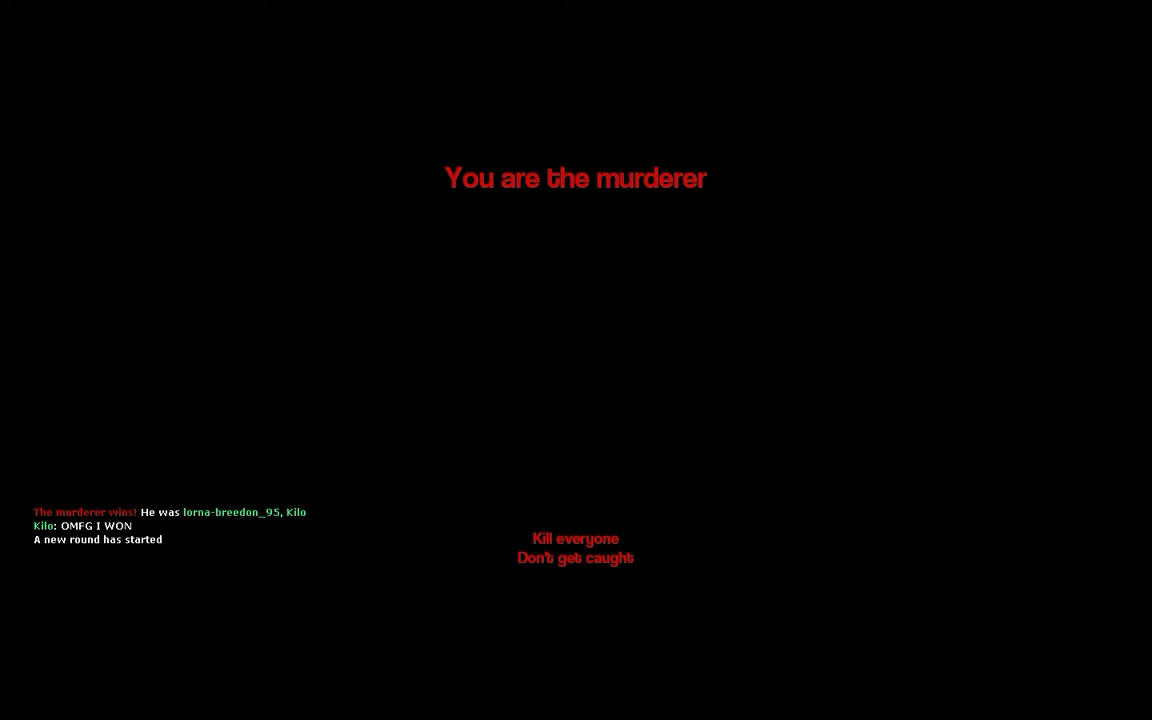 You are the murderer
The murderer wins! He was lorna-breedon_95, Kilo
Kilo: OMFG I WON
A new round has started
Kill everyone
Don't get caught